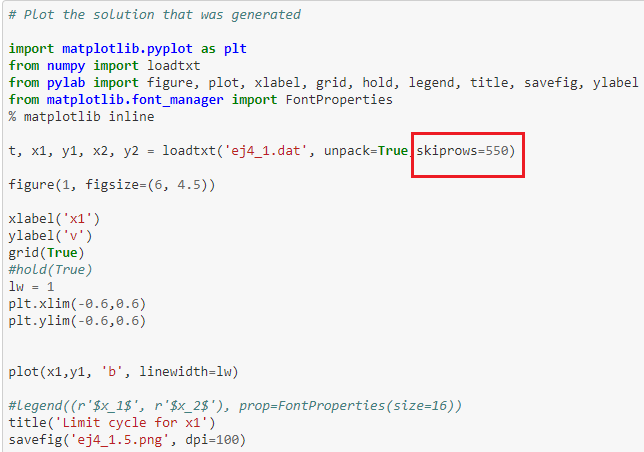 # Plot the solution that was generated
import matplotlib.pyplot as plt
from numpy import loadtxt
from pylab import figure, plot, xlabel, grid, hold, legend, title, savefig, ylabel
from matplotlib.font_manager import FontProperties
% matplotlib inline
t, x1, y1, x2, y2 = loadtxt('ej4_1.dat', unpack=True skiprows=550)
figure(1, figsize=(6, 4.5))
xlabel('x1')
ylabel('v')
grid(True)
#hold(True)
lw = 1
plt.xlim(-0.6,0.6)
plt.ylim(-0.6,0.6)
plot(x1,y1, 'b', linewidth=lw)
#legend((r'$x_1$', r'$x_2$'), prop=FontProperties(size=16))
title('Limit cycle for x1')
savefig('ej4_1.5.png', dpi=100)